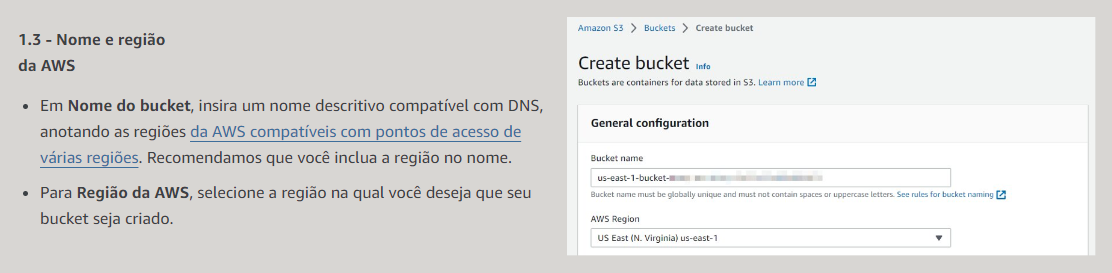 1.3 - Nome e região
da AWS
• Em Nome do bucket, insira um nome descritivo compatível com DNS,
anotando as regiões da AWS compatíveis com pontos de acesso de
várias regiões. Recomendamos que você inclua a região no nome.
• Para Região da AWS, selecione a região na qual você deseja que seu
bucket seja criado.
Amazon S3 > Buckets > Create bucket
Create bucket Info
Buckets are containers for data stored in S3. Learn more
General configuration
Bucket name
us-east-1-bucket-
Bucket name must be globally unique and must not contain spaces or uppercase letters. See rules for bucket naming
AWS Region
US East (N. Virginia) us-east-1